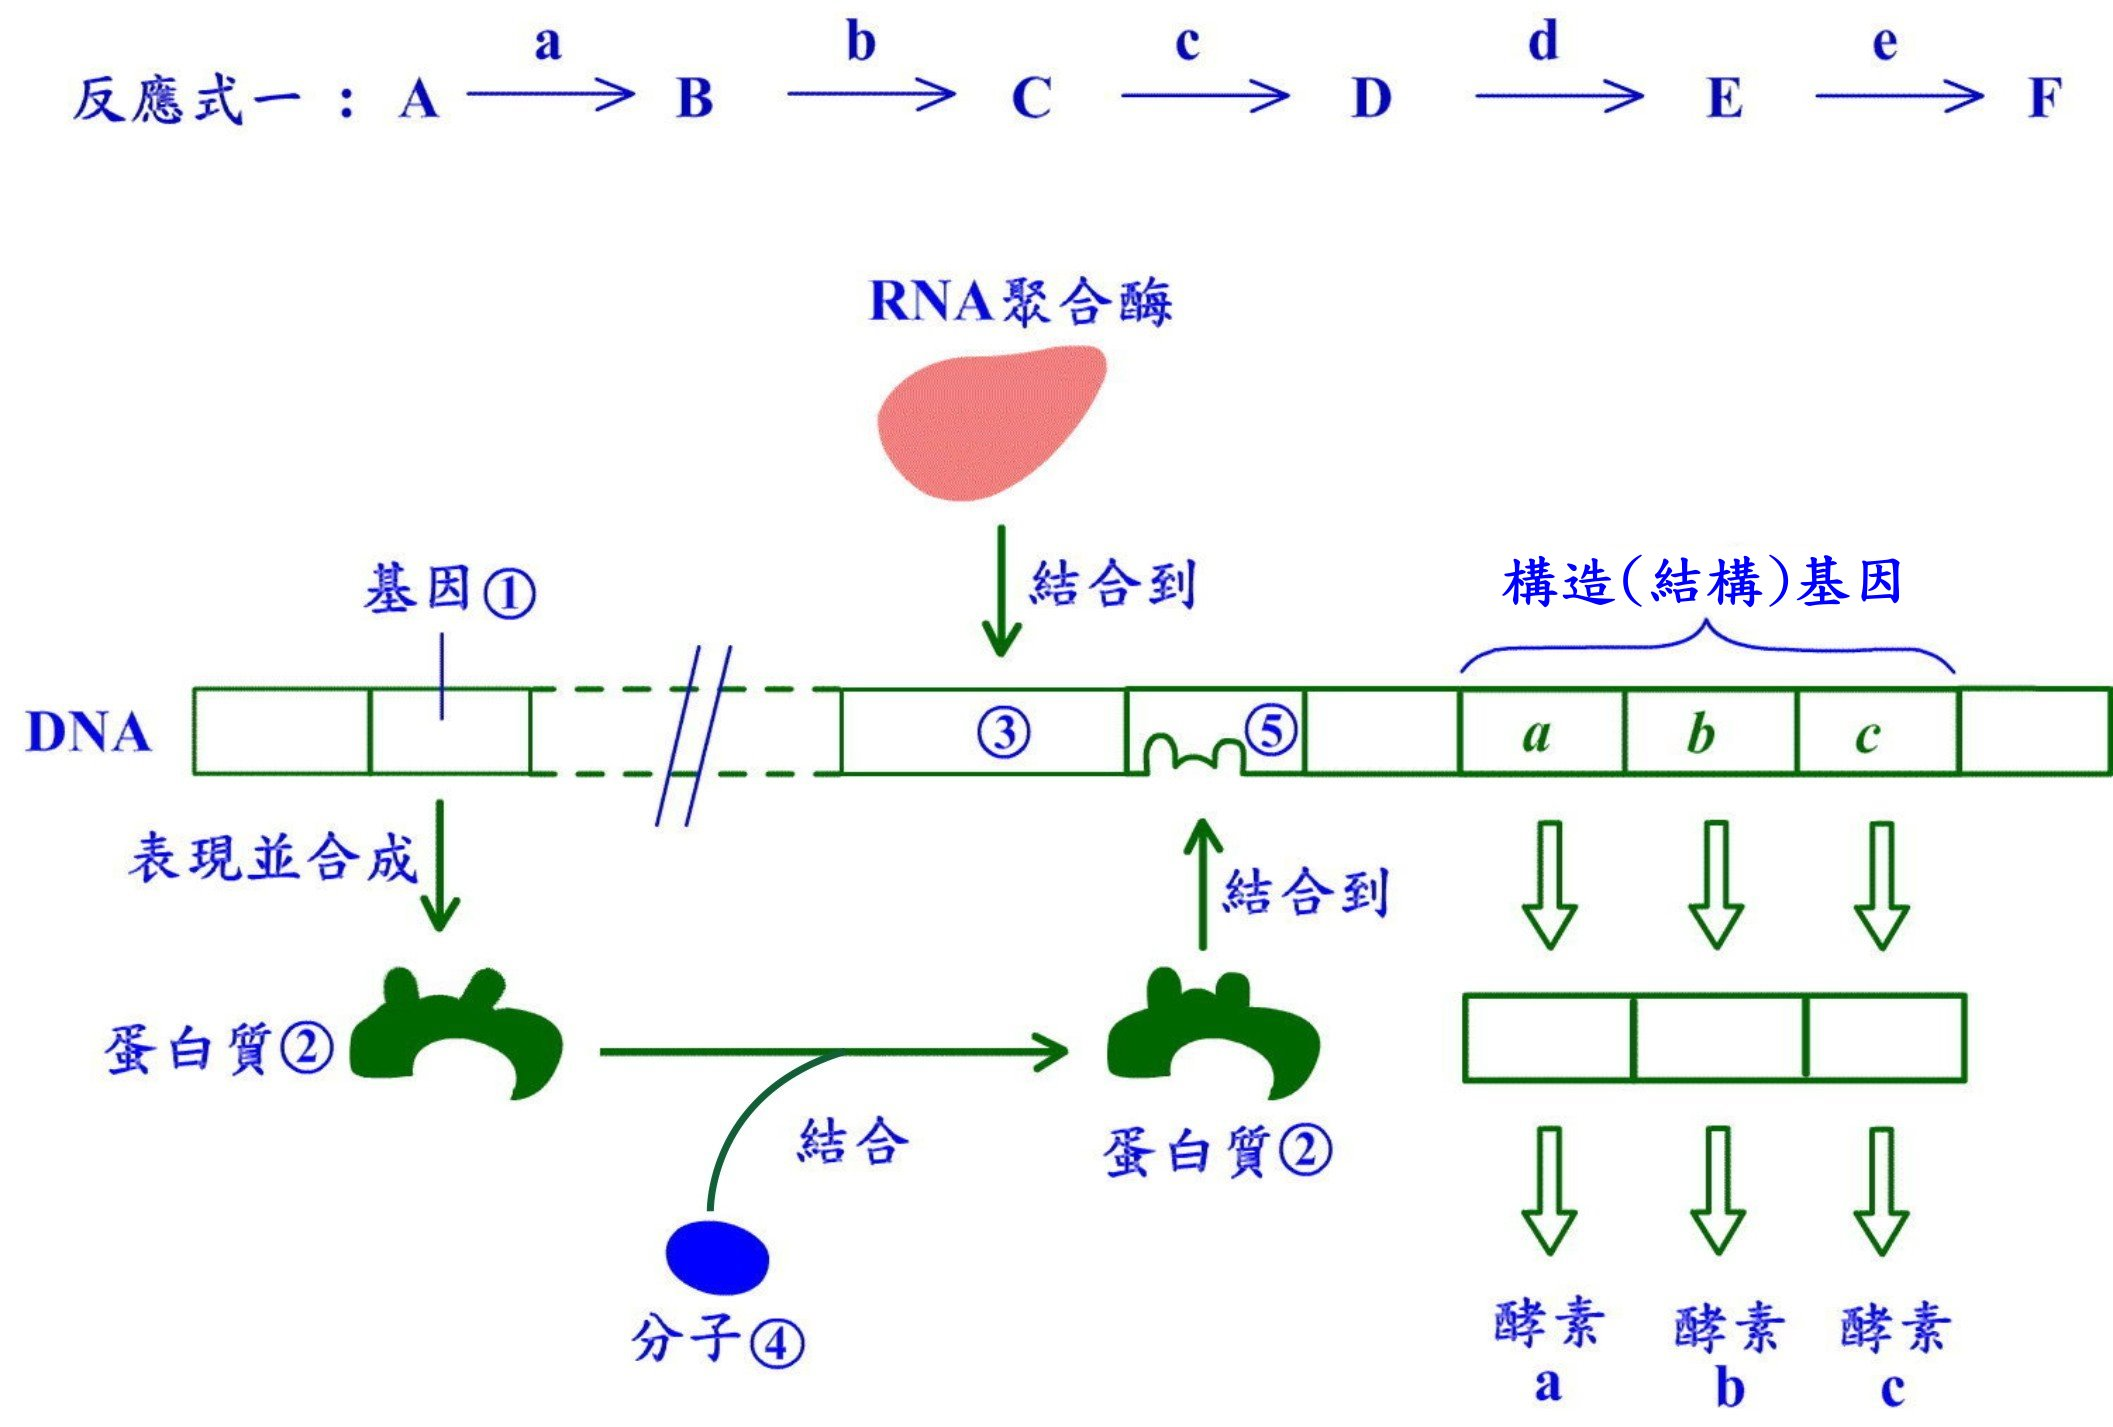 a b c d e
反應式一：A B C D E F
RNA聚合酶
結合到
基因①
構造(結構)基因
DNA ③ ⑤ a b c
表現並合成
結合到
蛋白質②
結合
蛋白質②
分子④
酵素 酵素 酵素
a b c